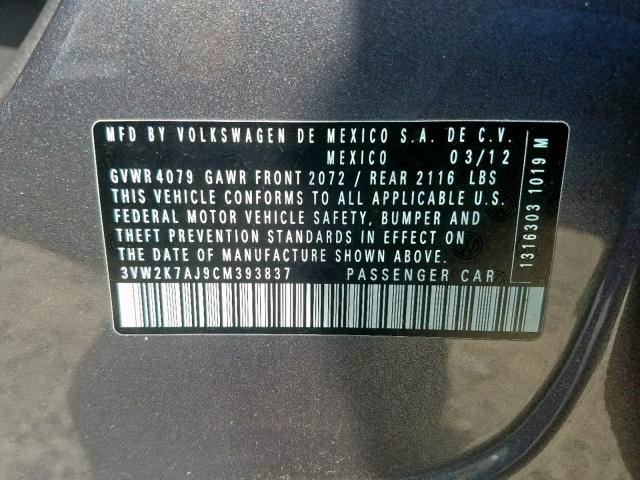 MFD BY VOLKSWAGEN DE MEXICO S.A. DE C.V.
MEXICO 03/12
GVWR 4079 GAWR FRONT 2072 / REAR 2116 LBS
THIS VEHICLE CONFORMS TO ALL APPLICABLE U.S.
FEDERAL MOTOR VEHICLE SAFETY, BUMPER AND
THEFT PREVENTION STANDARDS IN EFFECT ON
THE DATE OF MANUFACTURE SHOWN ABOVE.
3VW2K7AJ9CM393837 PASSENGER CAR
1316303 1019 M